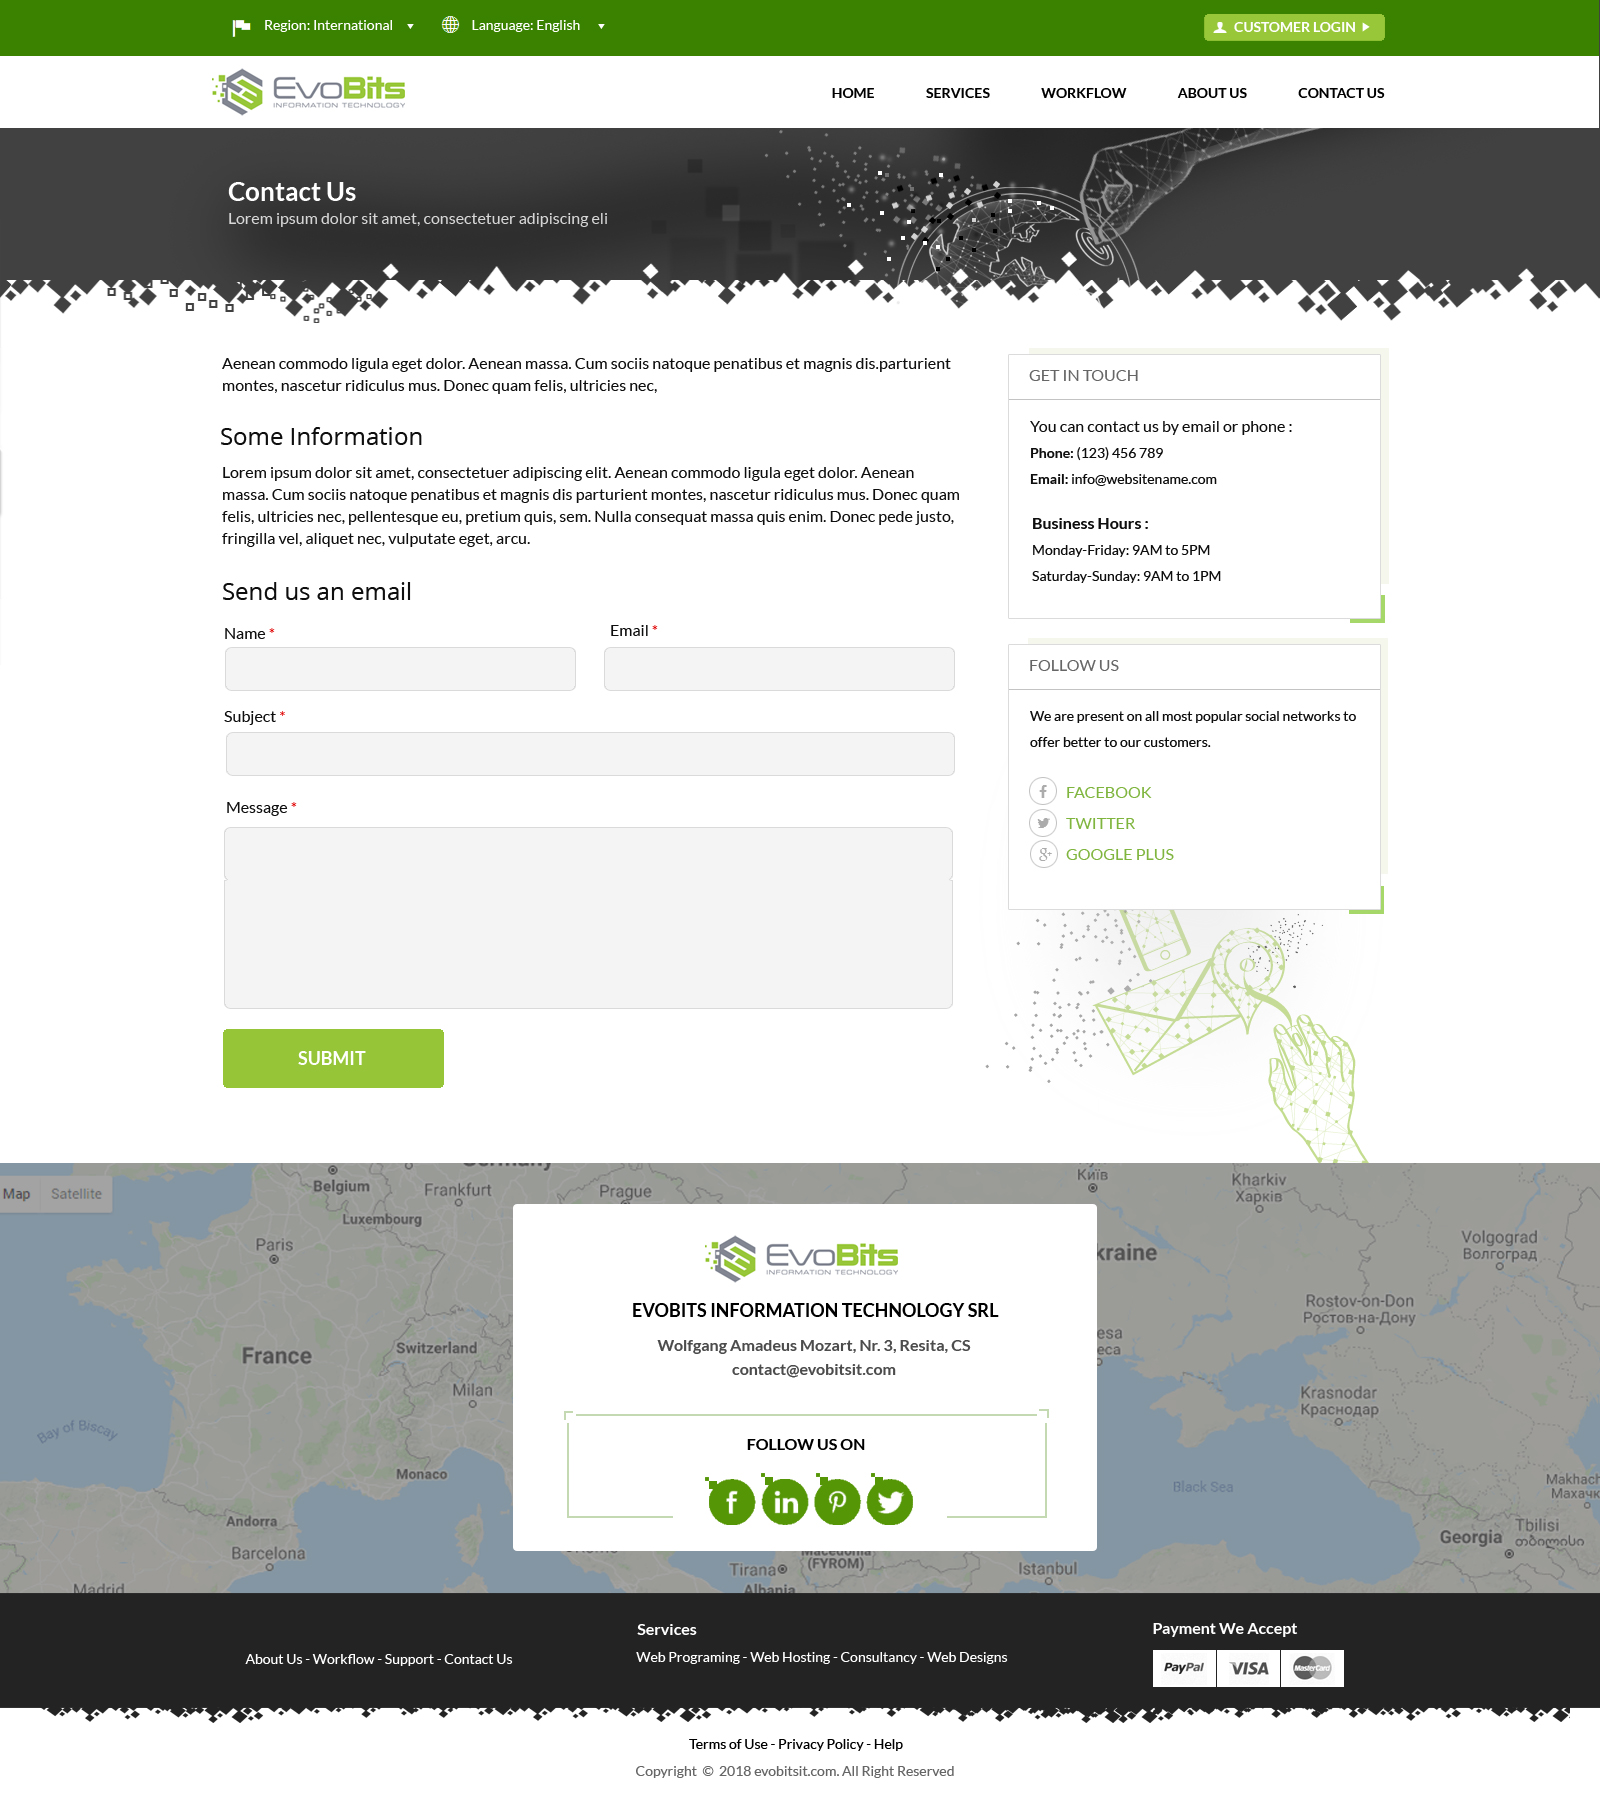 Region: International
Language: English
CUSTOMER LOGIN
EvoBits
INFORMATION TECHNOLOGY
HOME
SERVICES
WORKFLOW
ABOUT US
CONTACT US
Contact Us
Lorem ipsum dolor sit amet, consectetuer adipiscing eli
Aenean commodo ligula eget dolor. Aenean massa. Cum sociis natoque penatibus et magnis dis.parturient
montes, nascetur ridiculus mus. Donec quam felis, ultricies nec,
Some Information
Lorem ipsum dolor sit amet, consectetuer adipiscing elit. Aenean commodo ligula eget dolor. Aenean
massa. Cum sociis natoque penatibus et magnis dis parturient montes, nascetur ridiculus mus. Donec quam
felis, ultricies nec, pellentesque eu, pretium quis, sem. Nulla consequat massa quis enim. Donec pede justo,
fringilla vel, aliquet nec, vulputate eget, arcu.
Send us an email
Name *
Email *
Subject *
Message *
SUBMIT
GET IN TOUCH
You can contact us by email or phone :
Phone: (123) 456 789
Email: info@websitename.com
Business Hours :
Monday-Friday: 9AM to 5PM
Saturday-Sunday: 9AM to 1PM
FOLLOW US
We are present on all most popular social networks to
offer better to our customers.
FACEBOOK
TWITTER
GOOGLE PLUS
Map
Satellite
Germany
Belgium
Frankfurt
Luxembourg
Paris
Prague
Київ
Kharkiv
Харків
Volgograd
Волгоград
kraine
Rostov-on-Don
Ростов-на-Дону
esa
eca
France
Switzerland
Milan
Krasnodar
Краснодар
Bay of Biscay
Monaco
Black Sea
Makhach
Махачк
Andorra
Barcelona
Madrid
Georgia
Tbilisi
თბილისი
Istanbul
Macedonia
(FYROM)
Tirana
Albania
EvoBits
INFORMATION TECHNOLOGY
EVOBITS INFORMATION TECHNOLOGY SRL
Wolfgang Amadeus Mozart, Nr. 3, Resita, CS
contact@evobitsit.com
FOLLOW US ON
About Us - Workflow - Support - Contact Us
Services
Web Programing - Web Hosting - Consultancy - Web Designs
Payment We Accept
PayPal
VISA
MasterCard
Terms of Use - Privacy Policy - Help
Copyright © 2018 evobitsit.com. All Right Reserved